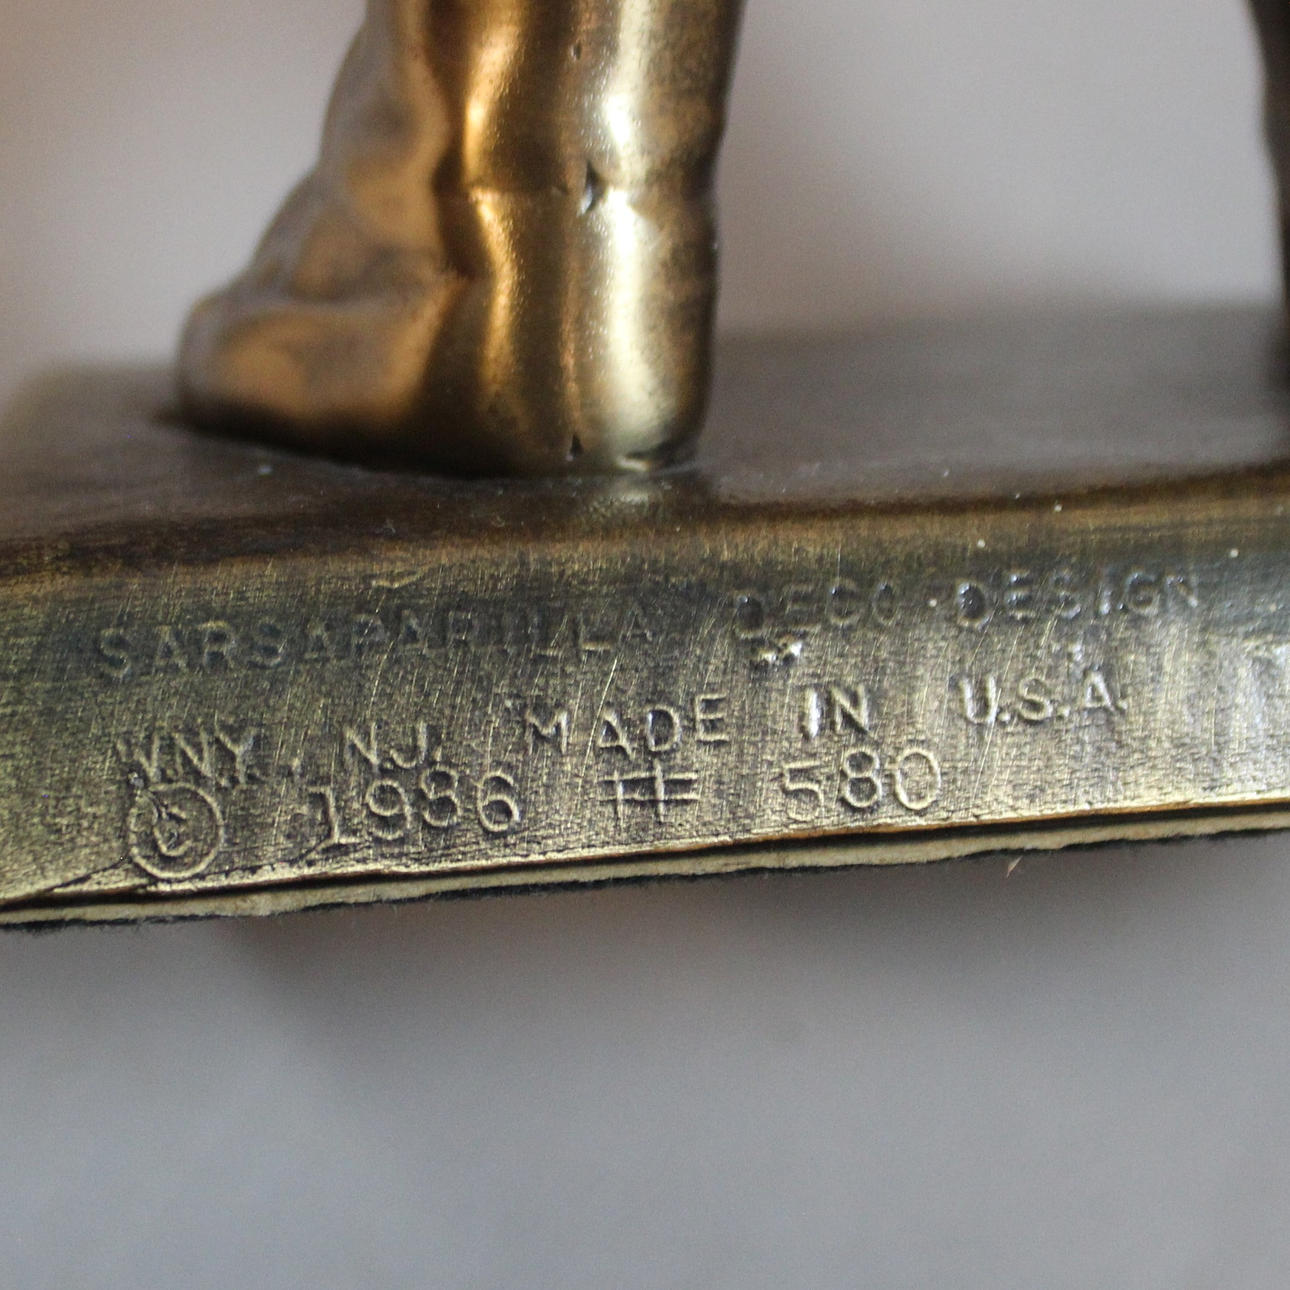 SARSAPARILLA DECO DESIGN
W.NY., N.J. MADE IN U.S.A.
© 1986 # 580